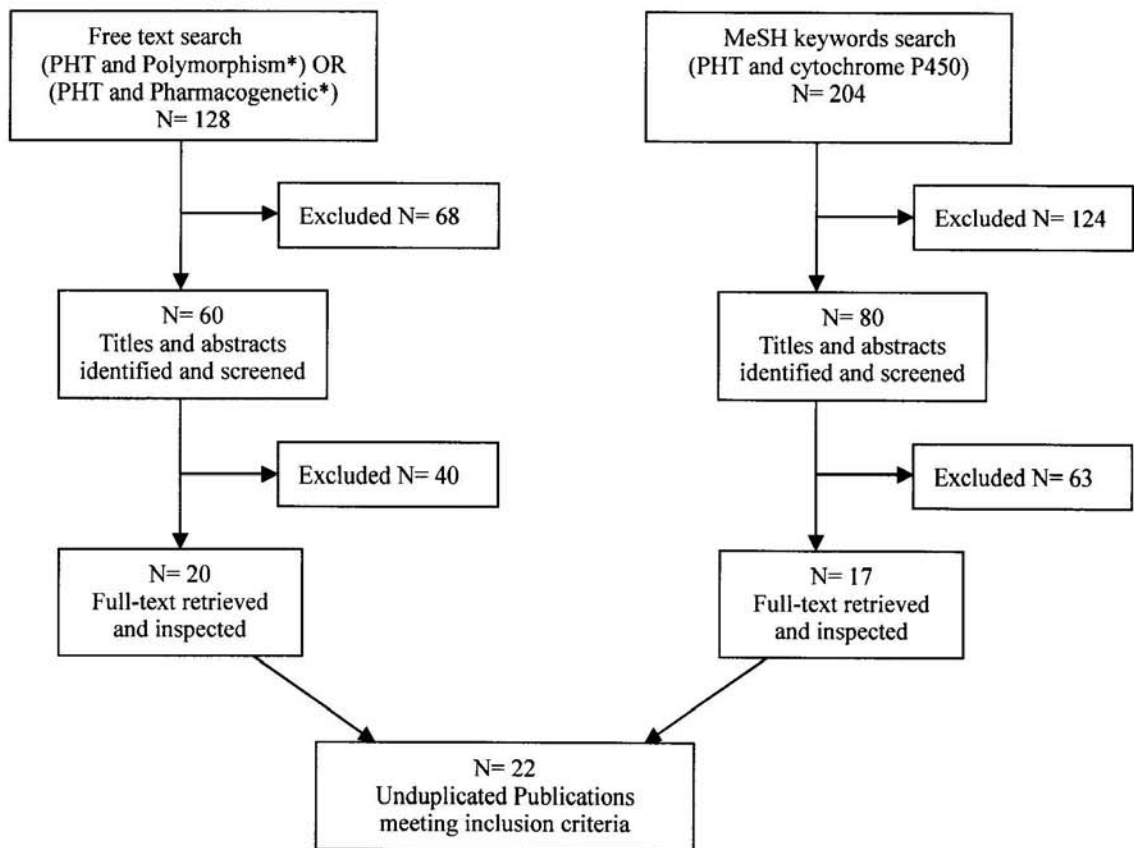 Free text search
(PHT and Polymorphism*) OR
(PHT and Pharmacogenetic*)
N= 128
MeSH keywords search
(PHT and cytochrome P450)
N= 204
Excluded N= 68
Excluded N= 124
N= 60
Titles and abstracts
identified and screened
N= 80
Titles and abstracts
identified and screened
Excluded N= 40
Excluded N= 63
N= 20
Full-text retrieved
and inspected
N= 17
Full-text retrieved
and inspected
N= 22
Unduplicated Publications
meeting inclusion criteria